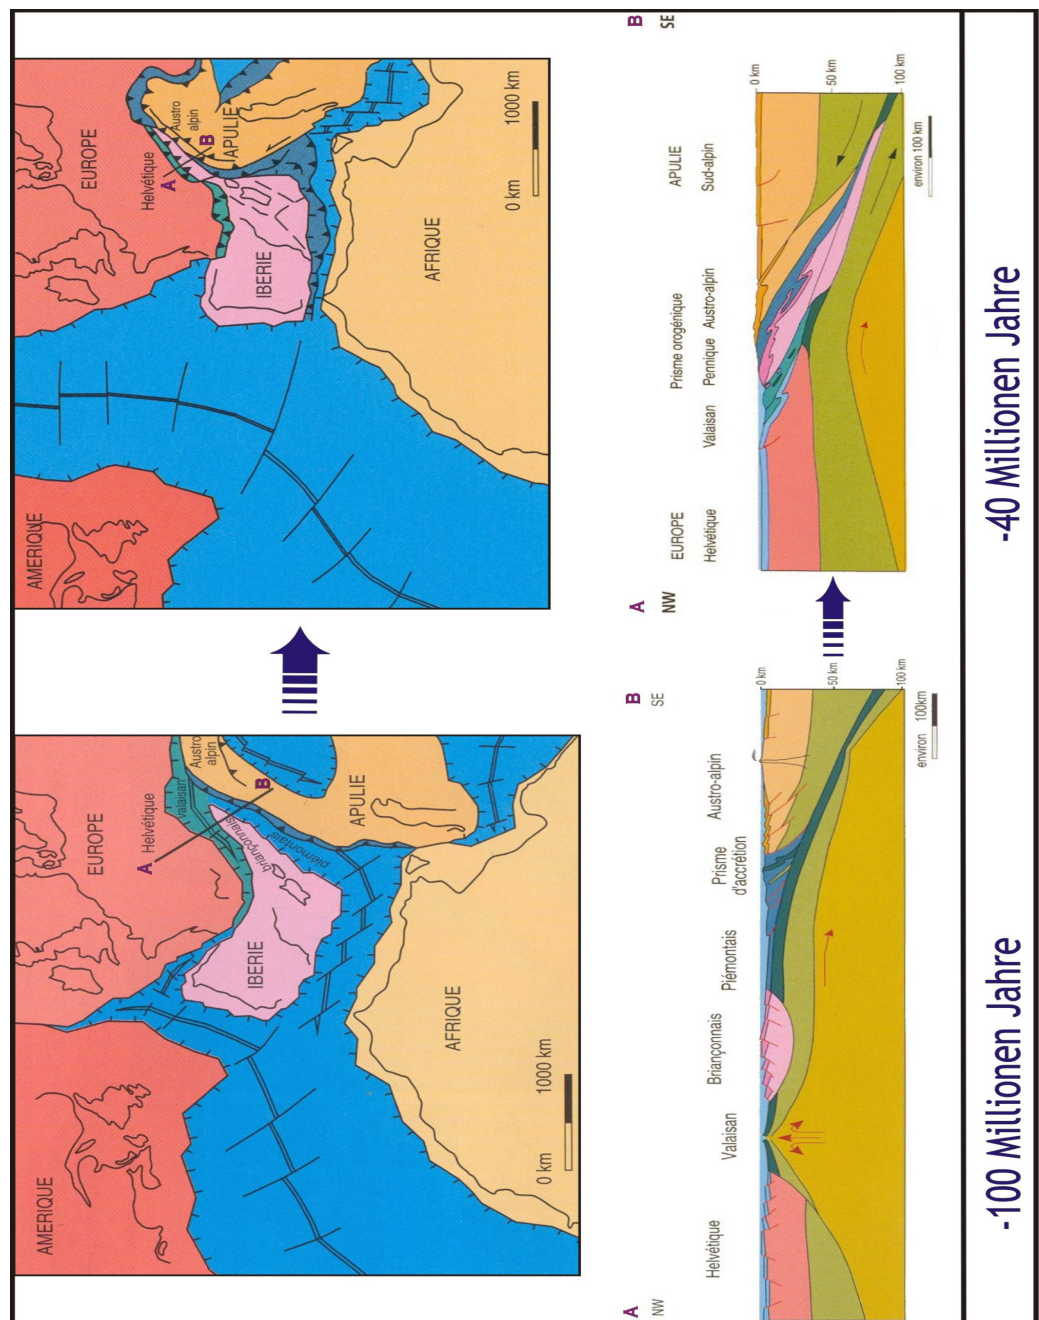 AMERIQUE
EUROPE
A Helvétique
valaisan
Austro
alpin
B
IBERIE
briançonnais
piémontais
APULIE
AFRIQUE
0 km 1000 km
AMERIQUE
EUROPE
Helvétique
A
Austro
alpin
B
APULIE
IBERIE
AFRIQUE
0 km 1000 km
A B
NW SE
Helvétique Valaisan Briançonnais Piémontais Prisme
d'accrétion Austro-alpin
0 km
50 km
100 km
environ 100km
A B
NW SE
EUROPE Prisme orogénique APULIE
Helvétique Valaisan Pennique Austro-alpin Sud-alpin
0 km
50 km
100 km
environ 100 km
-100 Millionen Jahre -40 Millionen Jahre